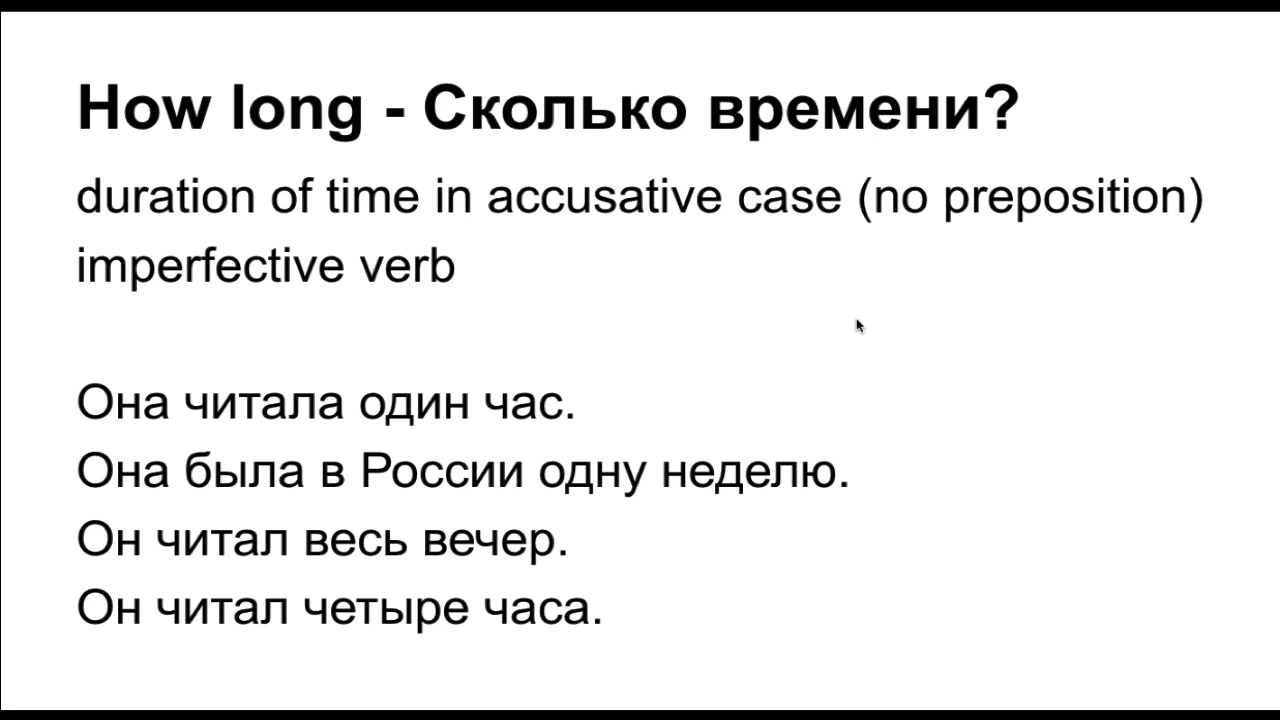 How long - Сколько времени?
duration of time in accusative case (no preposition)
imperfective verb
Она читала один час.
Она была в России одну неделю.
Он читал весь вечер.
Он читал четыре часа.